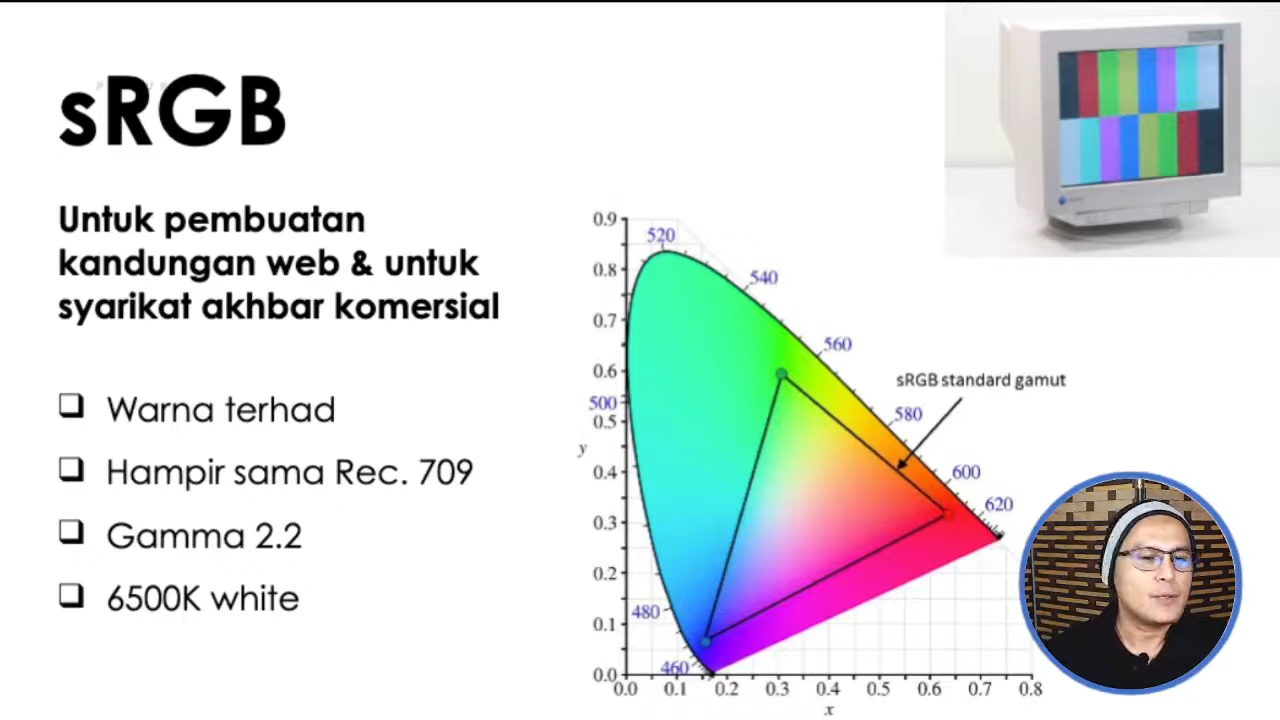 sRGB
Untuk pembuatan
kandungan web & untuk
syarikat akhbar komersial
Warna terhad
Hampir sama Rec. 709
Gamma 2.2
6500K white
0.9
0.8
0.7
0.6
0.5
0.4
0.3
0.2
0.1
0.0
y
520
540
560
580
600
620
500
480
460
sRGB standard gamut
0.0 0.1 0.2 0.3 0.4 0.5 0.6 0.7 0.8
x